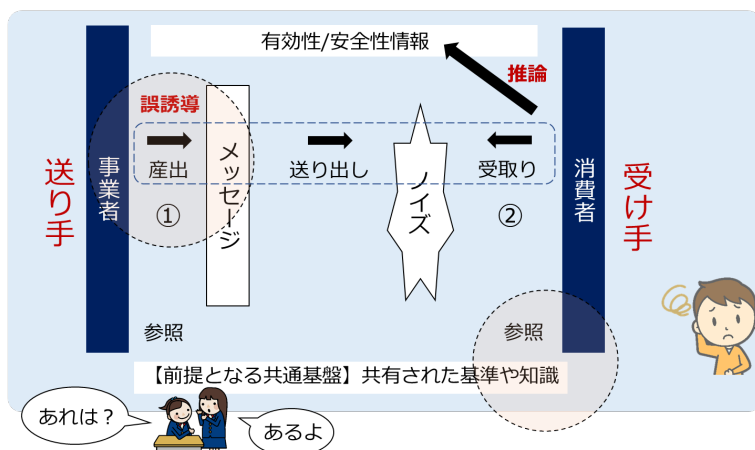 有効性/安全性情報
推論
誤誘導
送り手
事業者
産出
①
メッセージ
送り出し
ノイズ
受取り
②
消費者
受け手
参照
参照
【前提となる共通基盤】共有された基準や知識
あれは？
あるよ